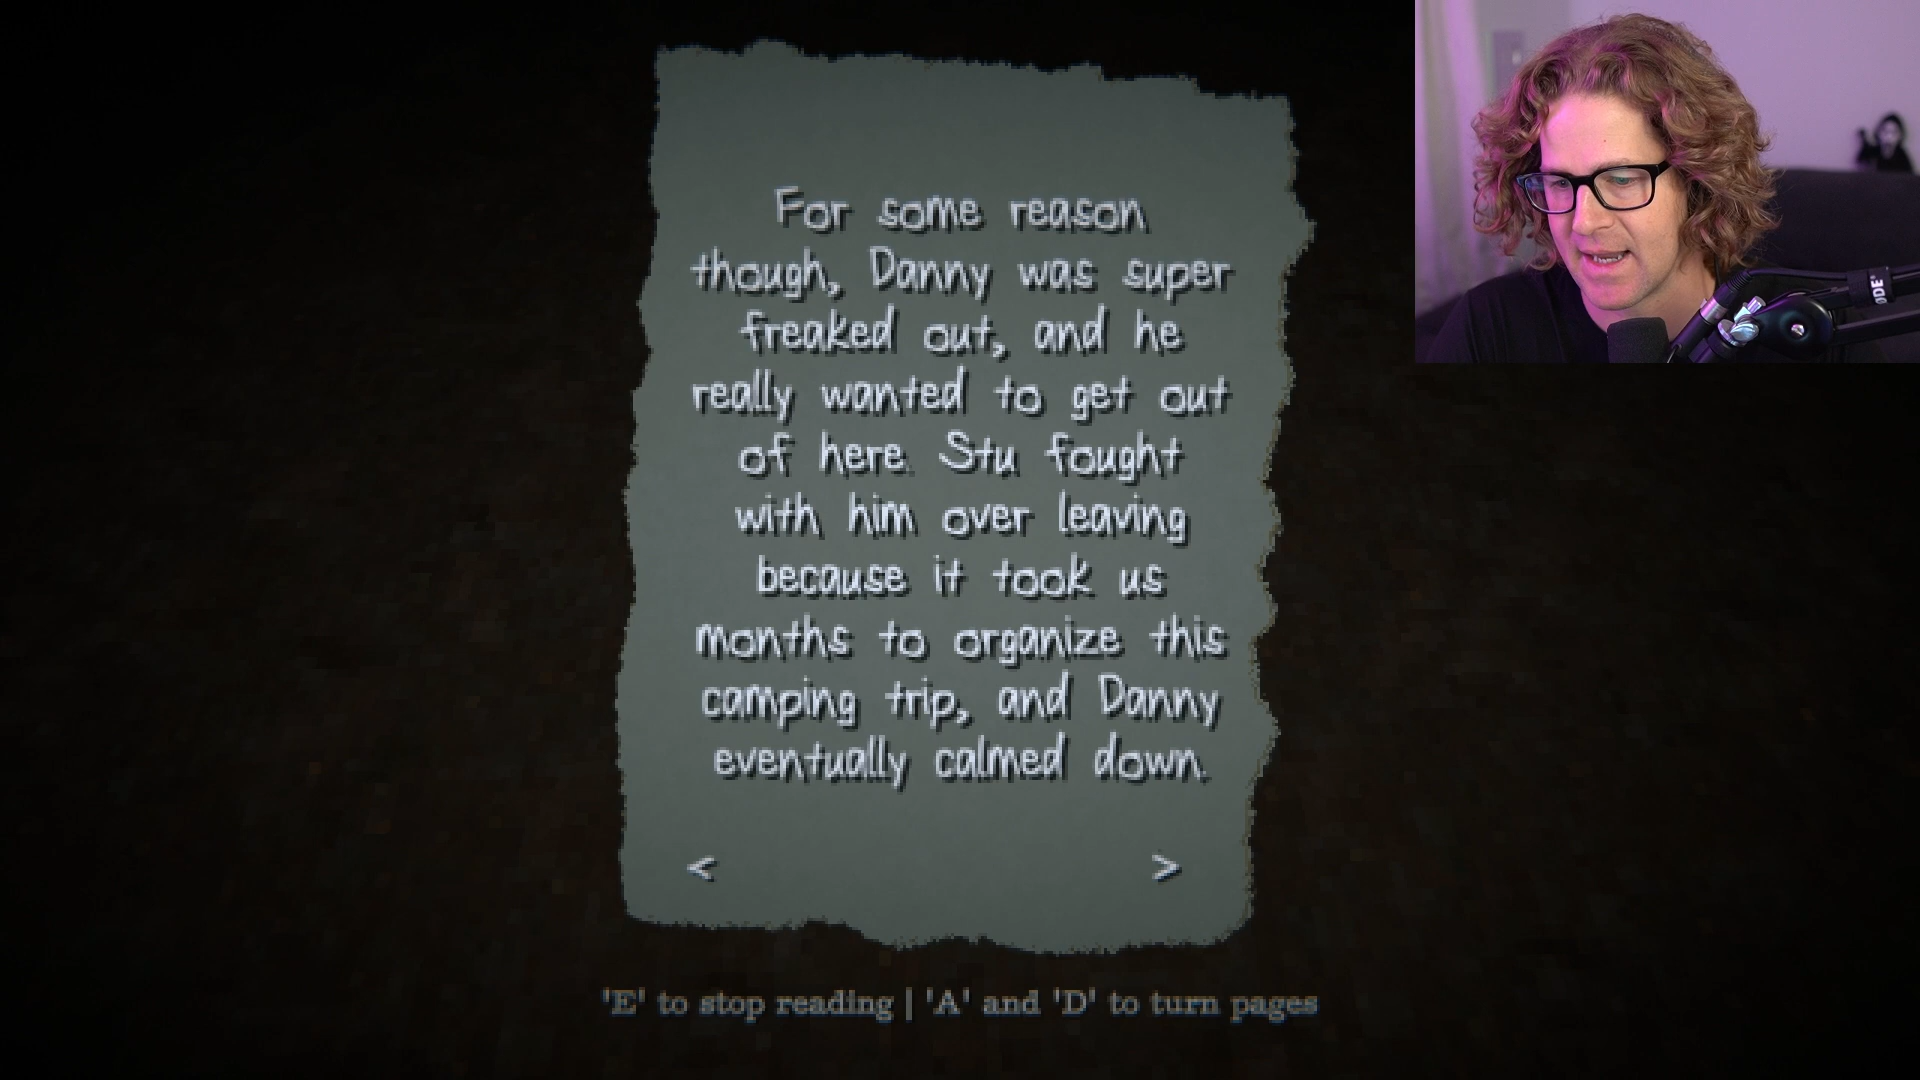 For some reason
though, Danny was super
freaked out, and he
really wanted to get out
of here. Stu fought
with him over leaving
because it took us
months to organize this
camping trip, and Danny
eventually calmed down.
< >
'E' to stop reading | 'A' and 'D' to turn pages